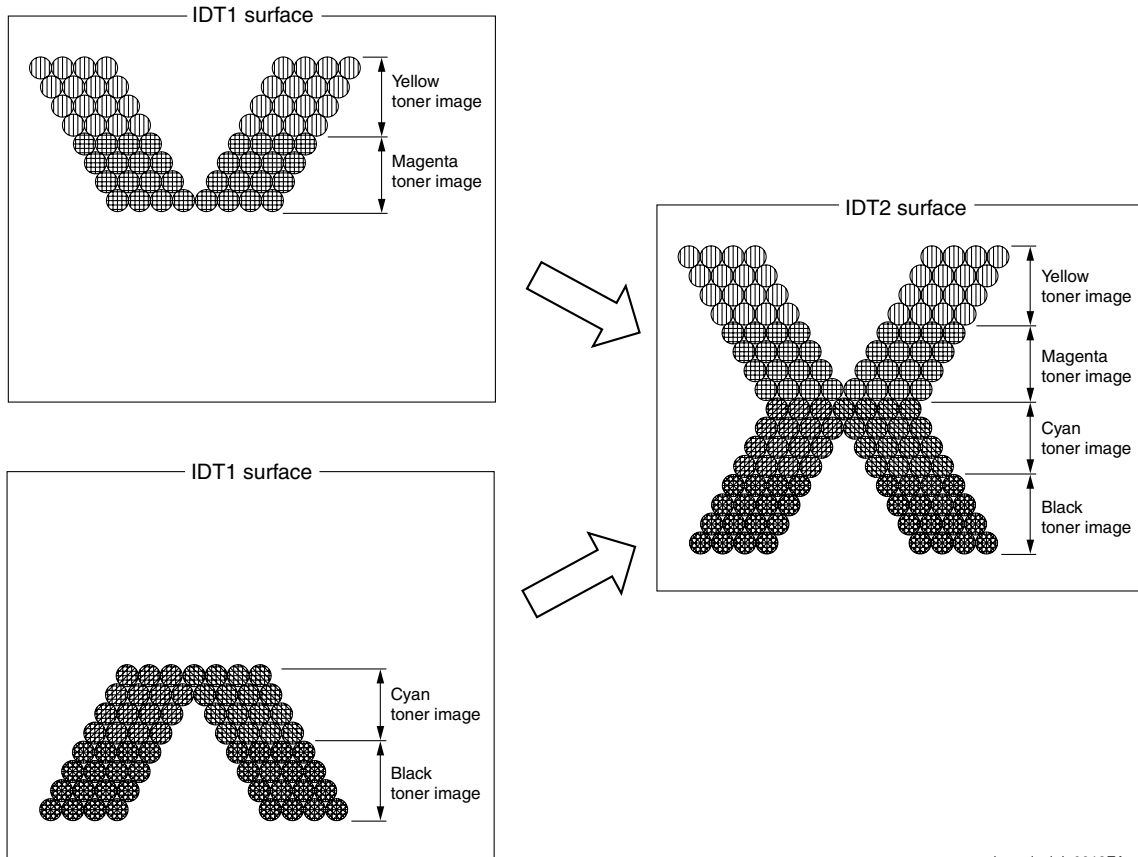 IDT1 surface
Yellow
toner image
Magenta
toner image
IDT2 surface
Yellow
toner image
Magenta
toner image
Cyan
toner image
Black
toner image
IDT1 surface
Cyan
toner image
Black
toner image